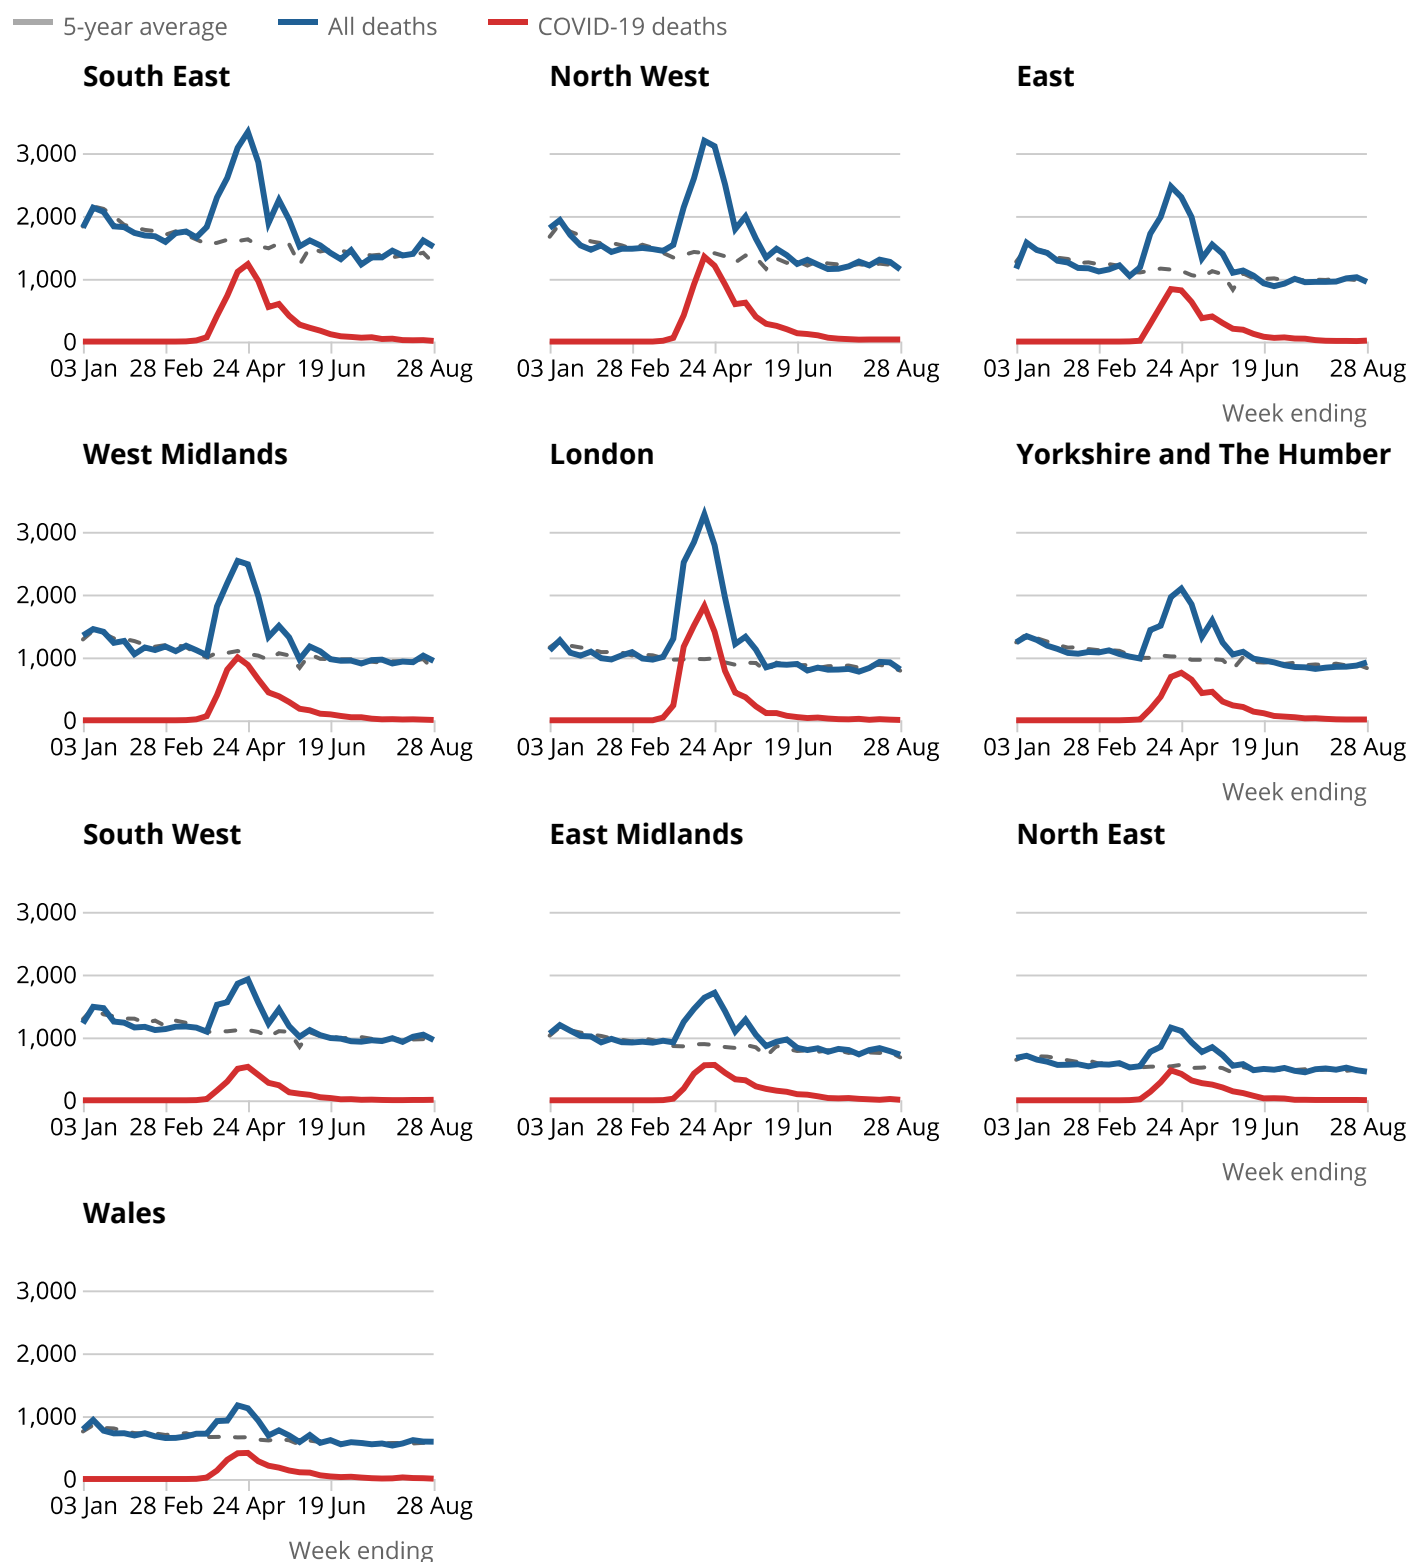 5-year average All deaths COVID-19 deaths
South East North West East
3,000
2,000
1,000
0
03 Jan 28 Feb 24 Apr 19 Jun 28 Aug 03 Jan 28 Feb 24 Apr 19 Jun 28 Aug 03 Jan 28 Feb 24 Apr 19 Jun 28 Aug
Week ending
West Midlands London Yorkshire and The Humber
3,000
2,000
1,000
0
03 Jan 28 Feb 24 Apr 19 Jun 28 Aug 03 Jan 28 Feb 24 Apr 19 Jun 28 Aug 03 Jan 28 Feb 24 Apr 19 Jun 28 Aug
Week ending
South West East Midlands North East
3,000
2,000
1,000
0
03 Jan 28 Feb 24 Apr 19 Jun 28 Aug 03 Jan 28 Feb 24 Apr 19 Jun 28 Aug 03 Jan 28 Feb 24 Apr 19 Jun 28 Aug
Week ending
Wales
3,000
2,000
1,000
0
03 Jan 28 Feb 24 Apr 19 Jun 28 Aug
Week ending